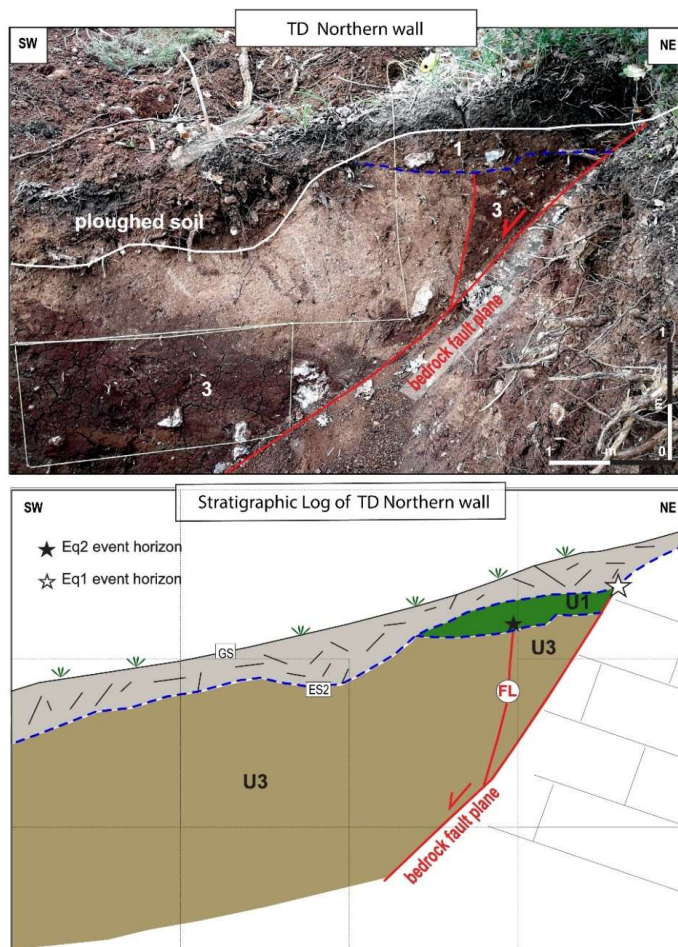 TD Northern wall
SW
NE
1
ploughed soil
3
3
bedrock fault plane
1
m
0
1
m
0
Stratigraphic Log of TD Northern wall
SW
NE
★ Eq2 event horizon
☆ Eq1 event horizon
U1
GS
U3
ES2
FL
U3
bedrock fault plane